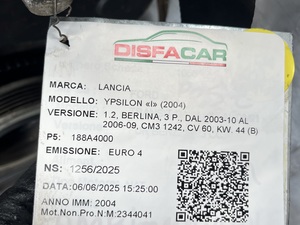 DISFACAR
MARCA: LANCIA
MODELLO: YPSILON «I» (2004)
VERSIONE: 1.2, BERLINA, 3 P., DAL 2003-10 AL
2006-09, CM3 1242, CV 60, KW. 44 (B)
P5: 188A4000
EMISSIONE: EURO 4
NS: 1256/2025
DATA:06/06/2025 15:25:00
ANNO IMM: 2004
Mot.Non Pro.N:M:2344041